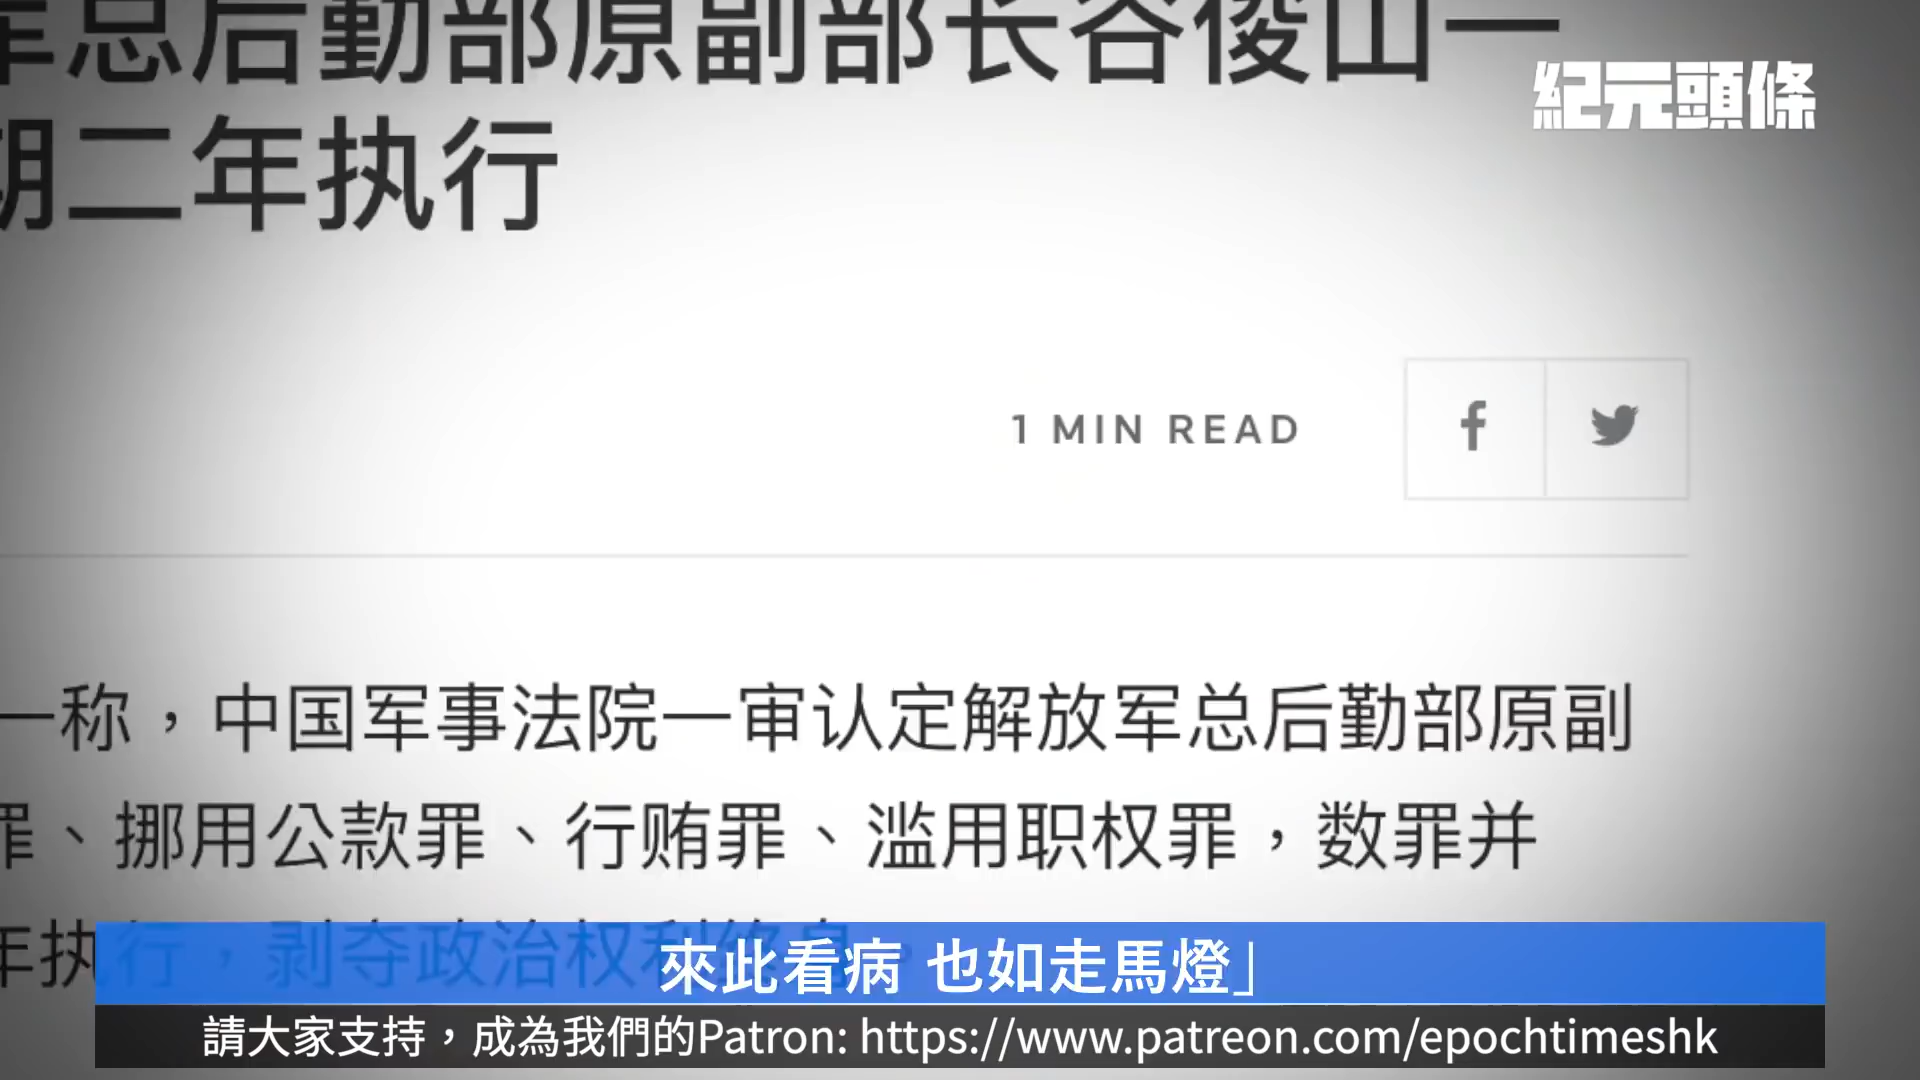 军总后勤部原副部长谷俊山一
紀元頭條
期二年执行
1 MIN READ
一称，中国军事法院一审认定解放军总后勤部原副
罪、挪用公款罪、行贿罪、滥用职权罪，数罪并
年执行，剥夺政治权利终身。
來此看病 也如走馬燈」
請大家支持，成為我們的Patron: https://www.patreon.com/epochtimeshk